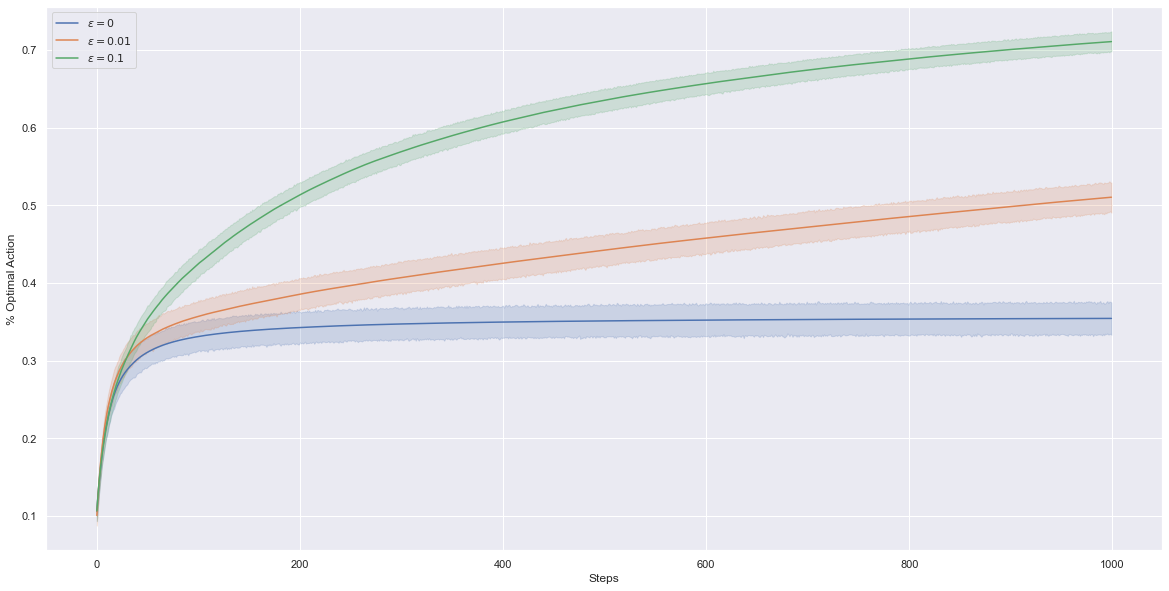 ε = 0
ε = 0.01
ε = 0.1
% Optimal Action
0.7
0.6
0.5
0.4
0.3
0.2
0.1
0 200 400 600 800 1000
Steps